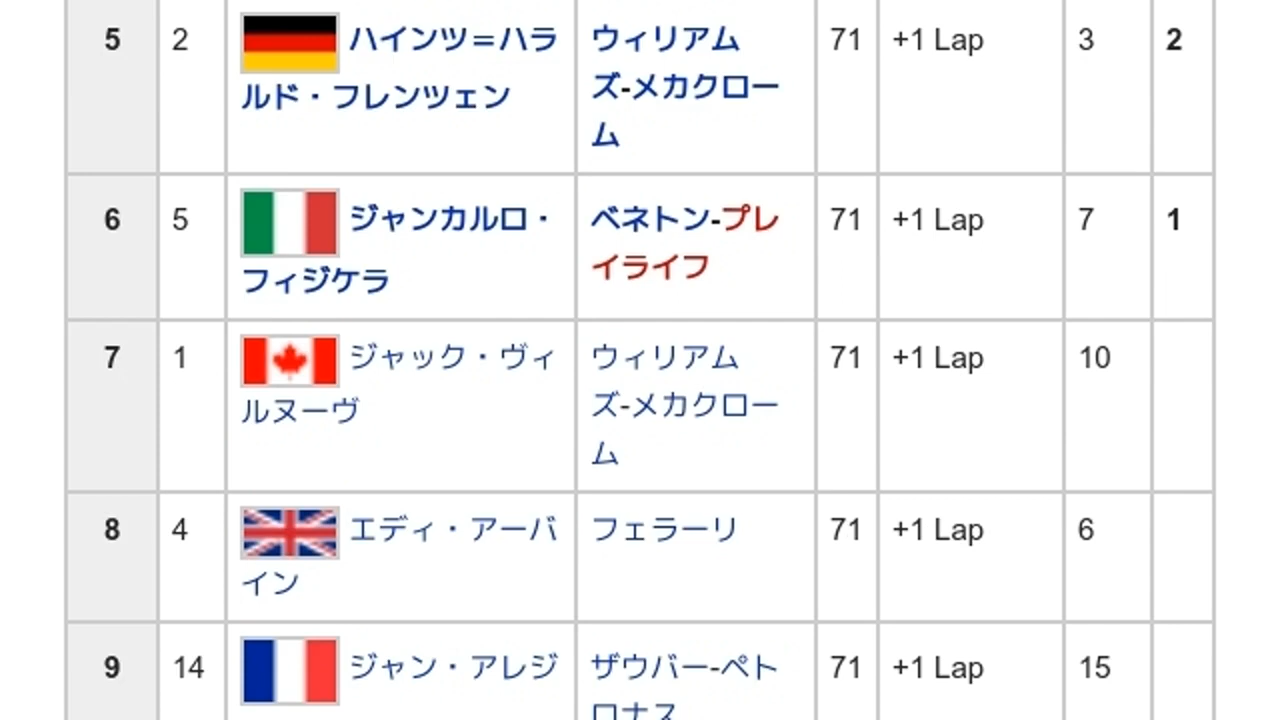 5 2 ハインツ＝ハラ ウィリアム 71 +1 Lap 3 2
ルド・フレンツェン ズ-メカクロー
ム
6 5 ジャンカルロ・ ベネトン-プレ 71 +1 Lap 7 1
フィジケラ イライフ
7 1 ジャック・ヴィ ウィリアム 71 +1 Lap 10
ルヌーヴ ズ-メカクロー
ム
8 4 エディ・アーバ フェラーリ 71 +1 Lap 6
イン
9 14 ジャン・アレジ ザウバー-ペト 71 +1 Lap 15
ロナス